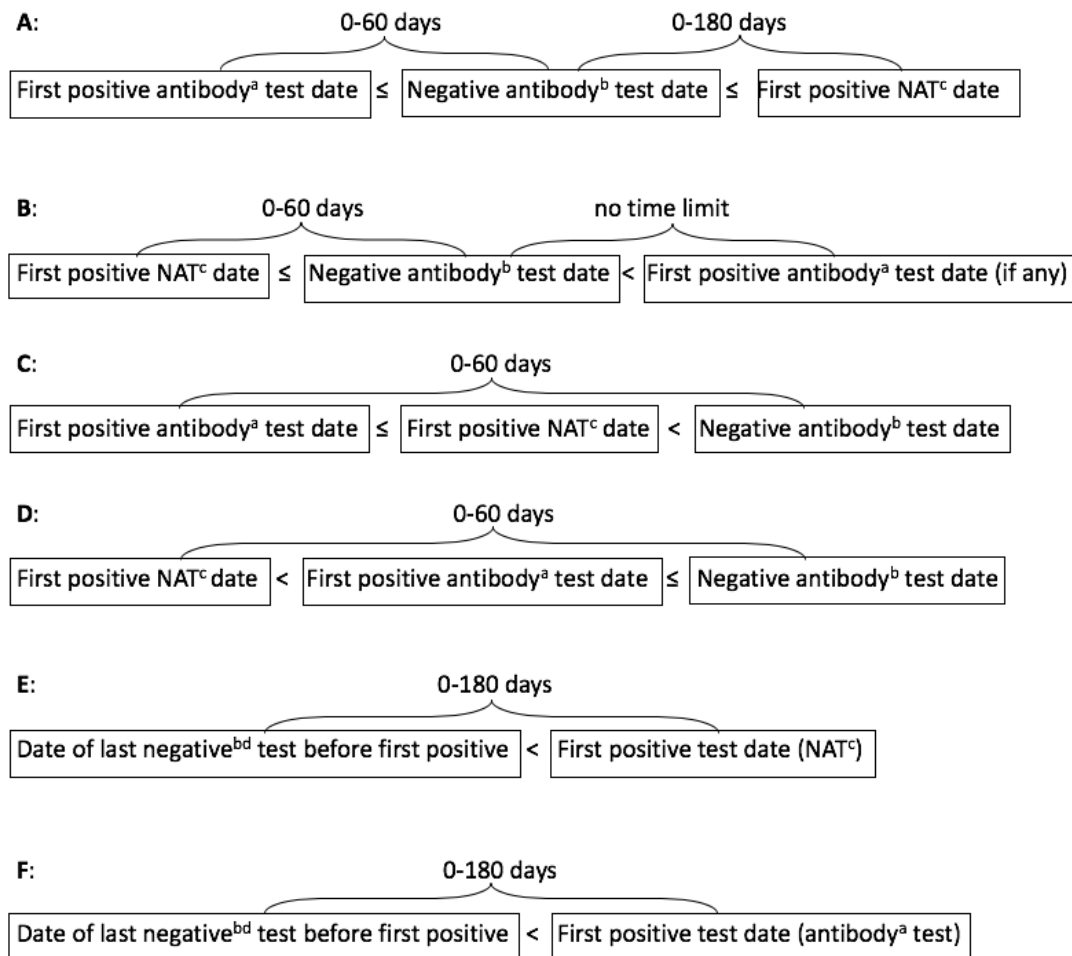 A: 0-60 days 0-180 days
First positive antibodyᵃ test date ≤ Negative antibodyᵇ test date ≤ First positive NATᶜ date
B: 0-60 days no time limit
First positive NATᶜ date ≤ Negative antibodyᵇ test date < First positive antibodyᵃ test date (if any)
C: 0-60 days
First positive antibodyᵃ test date ≤ First positive NATᶜ date < Negative antibodyᵇ test date
D: 0-60 days
First positive NATᶜ date < First positive antibodyᵃ test date ≤ Negative antibodyᵇ test date
E: 0-180 days
Date of last negativeᵇᵈ test before first positive < First positive test date (NATᶜ)
F: 0-180 days
Date of last negativeᵇᵈ test before first positive < First positive test date (antibodyᵃ test)